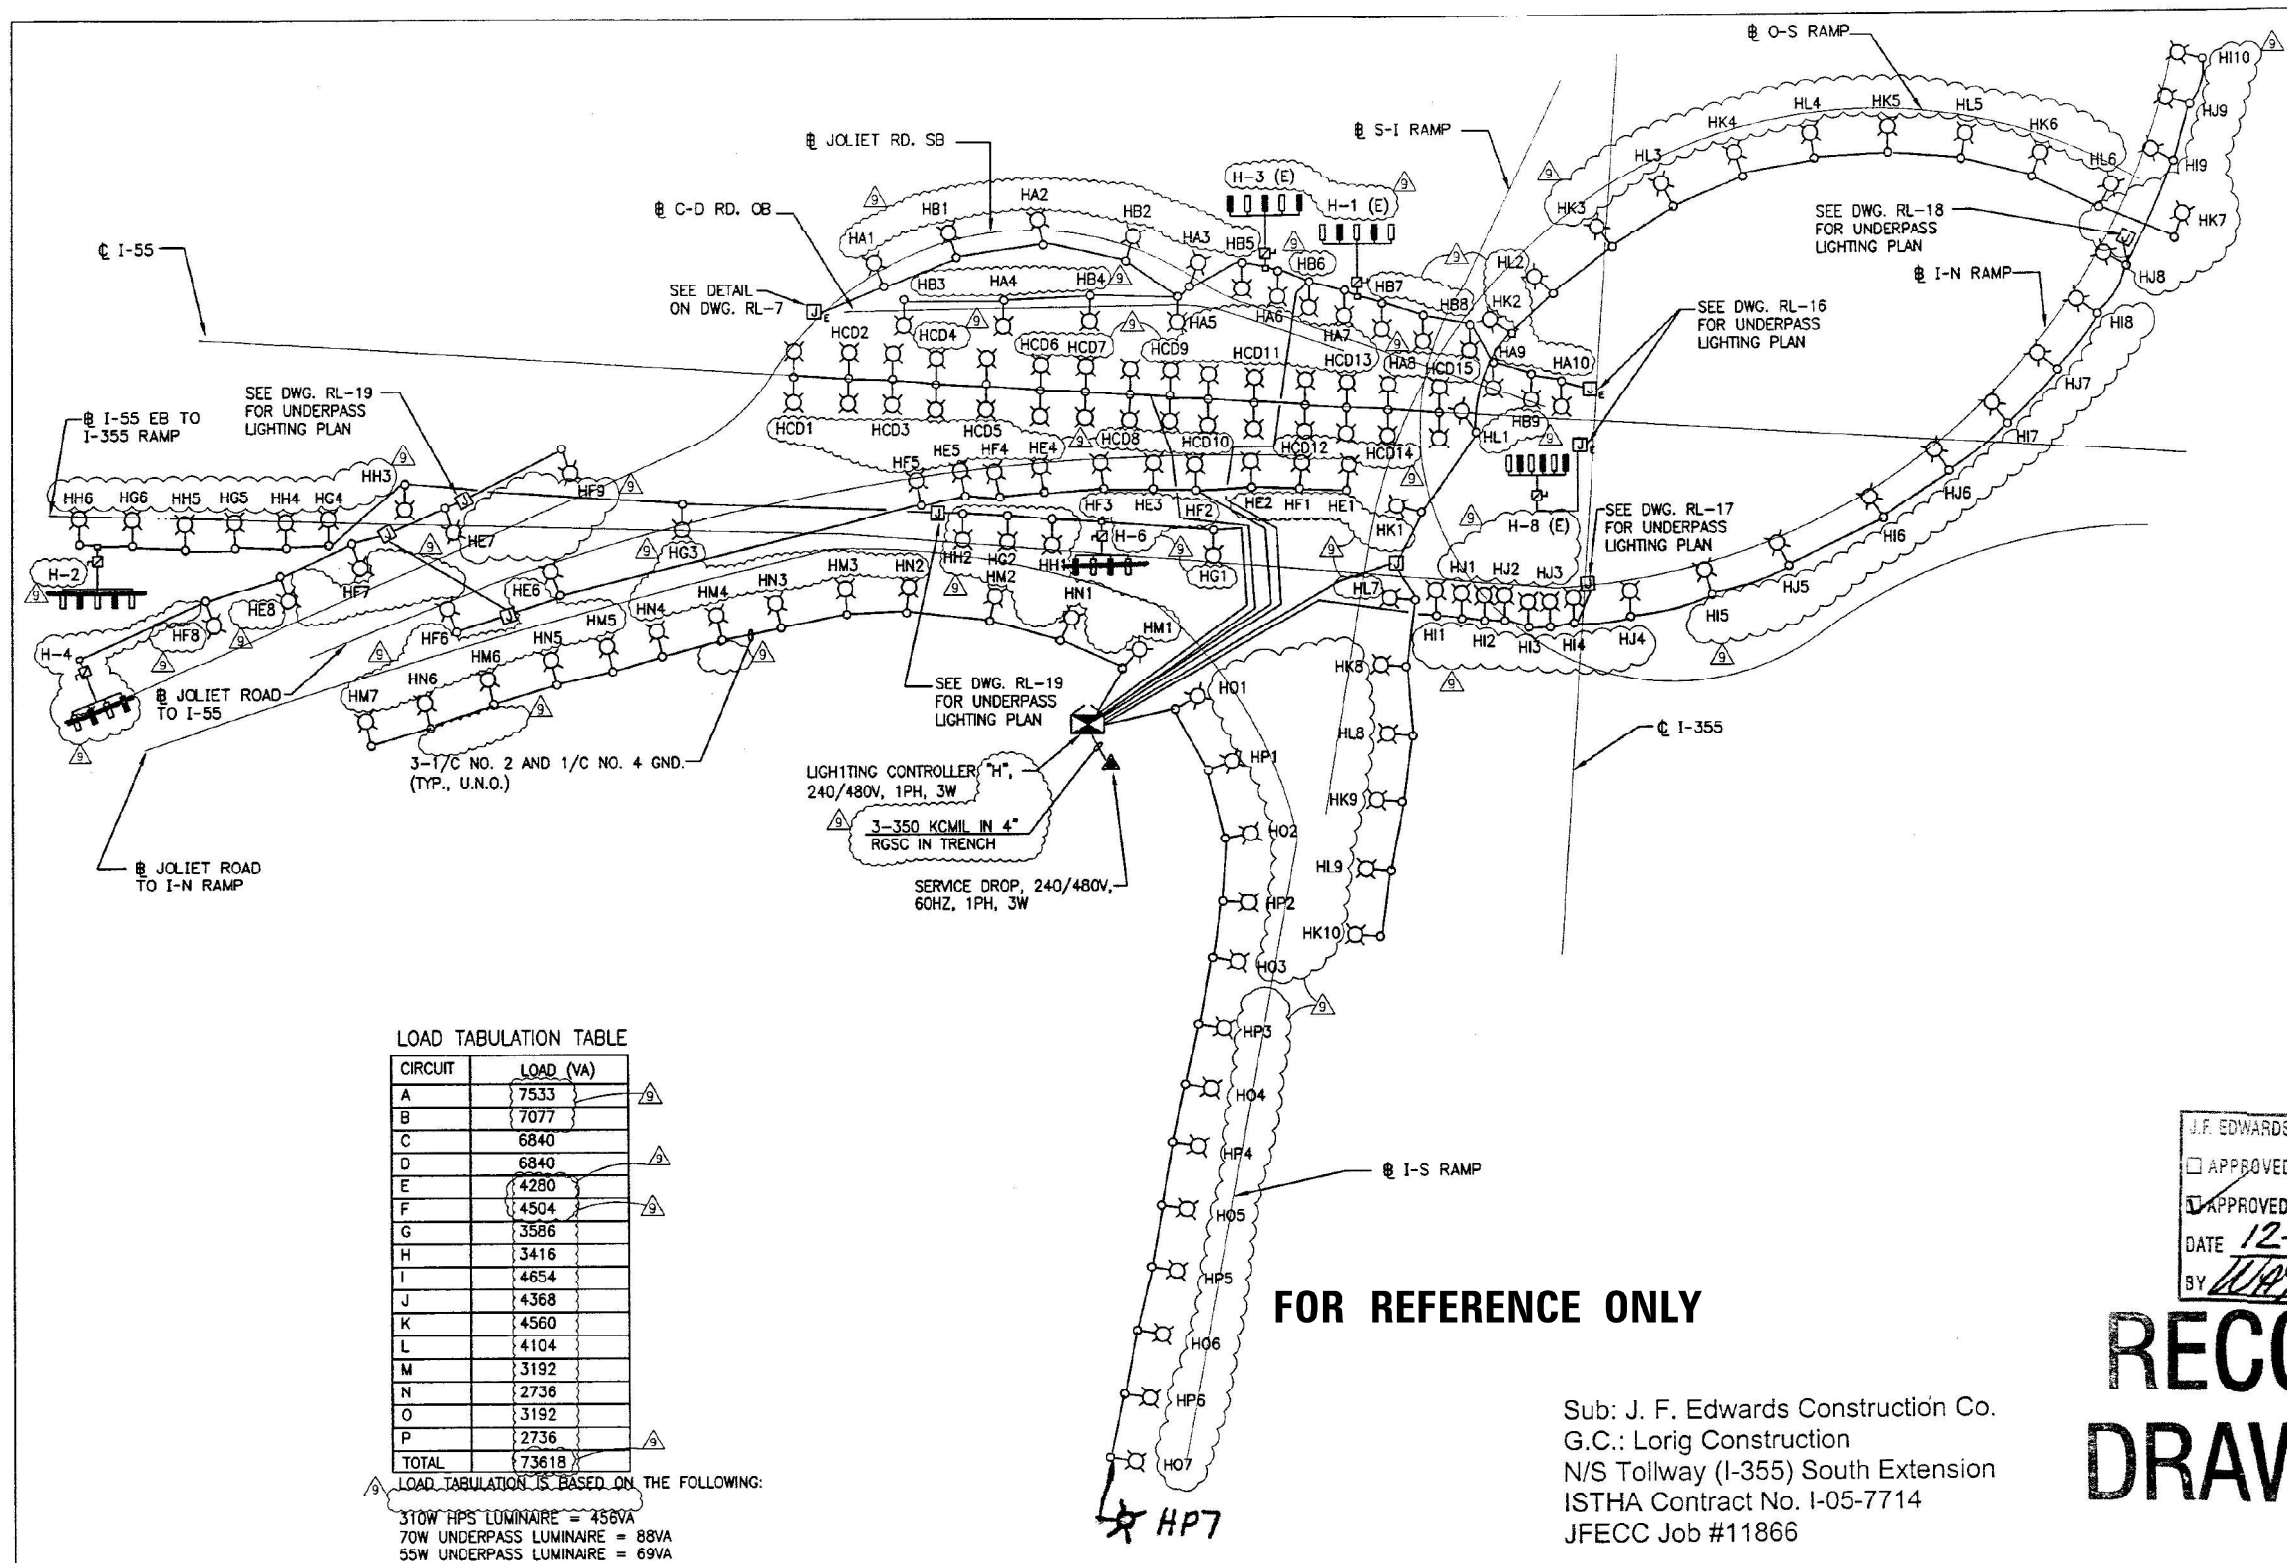 ℄ O-S RAMP
HI10
HJ9
HI9
HK7
HJ8
HI8
HL4
HK5
HL5
HK4
HK6
HL3
HL6
HK3
℄ S-I RAMP
℄ JOLIET RD. SB
℄ C-D RD. OB
℄ I-55
H-3 (E)
H-1 (E)
SEE DWG. RL-18
FOR UNDERPASS
LIGHTING PLAN
℄ I-N RAMP
HA1
HB1
HA2
HB2
HA3
HB5
HB6
HB7
HB8
HL2
HK2
SEE DETAIL
ON DWG. RL-7
J E
HB3
HA4
HB4
HA5
HA6
HA7
HA8
HA9
HA10
HB9
SEE DWG. RL-16
FOR UNDERPASS
LIGHTING PLAN
HCD2
HCD4
HCD6
HCD7
HCD9
HCD11
HCD13
HCD15
HCD1
HCD3
HCD5
HCD8
HCD10
HCD12
HCD14
HL1
HJ7
HI7
HJ6
HI6
HJ5
HI5
SEE DWG. RL-19
FOR UNDERPASS
LIGHTING PLAN
℄ I-55 EB TO
I-355 RAMP
HH6
HG6
HH5
HG5
HH4
HG4
HH3
HF9
HE7
HF5
HE5
HF4
HE4
HF3
HE3
HF2
HE2
HF1
HE1
HK1
H-8 (E)
SEE DWG. RL-17
FOR UNDERPASS
LIGHTING PLAN
H-2
HG3
HH2
HG2
HH1
H-6
HG1
HL7
HJ1
HJ2
HJ3
HI1
HI2
HI3
HI4
HJ4
H-4
HF8
HE8
HF7
HE6
HF6
HM7
HN6
HM6
HN5
HM5
HN4
HM4
HN3
HM3
HN2
HM2
HN1
HM1
℄ JOLIET ROAD
TO I-55
SEE DWG. RL-19
FOR UNDERPASS
LIGHTING PLAN
3-1/C NO. 2 AND 1/C NO. 4 GND.
(TYP., U.N.O.)
LIGHTING CONTROLLER "H",
240/480V, 1PH, 3W
3-350 KCMIL IN 4"
RGSC IN TRENCH
SERVICE DROP, 240/480V,
60HZ, 1PH, 3W
℄ JOLIET ROAD
TO I-N RAMP
℄ I-355
HK8
HL8
HK9
HL9
HK10
HO1
HP1
HO2
HP2
HO3
HP3
HO4
HP4
HO5
HP5
HO6
HP6
HO7
HP7
℄ I-S RAMP
LOAD TABULATION TABLE
CIRCUIT LOAD (VA)
A 7533
B 7077
C 6840
D 6840
E 4280
F 4504
G 3586
H 3416
I 4654
J 4368
K 4560
L 4104
M 3192
N 2736
O 3192
P 2736
TOTAL 73618
9 LOAD TABULATION IS BASED ON THE FOLLOWING:
310W HPS LUMINAIRE = 456VA
70W UNDERPASS LUMINAIRE = 88VA
55W UNDERPASS LUMINAIRE = 69VA
FOR REFERENCE ONLY
Sub: J. F. Edwards Construction Co.
G.C.: Lorig Construction
N/S Tollway (I-355) South Extension
ISTHA Contract No. I-05-7714
JFECC Job #11866
J.F. EDWARDS
APPROVED
APPROVED
DATE 12-
BY
RECO
DRAW